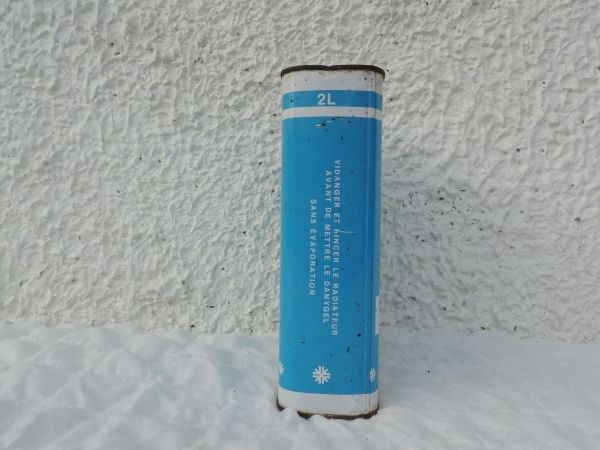 2L
VIDANGER ET RINCER LE RADIATEUR
AVANT DE METTRE LE DANYGEL
SANS ÉVAPORATION